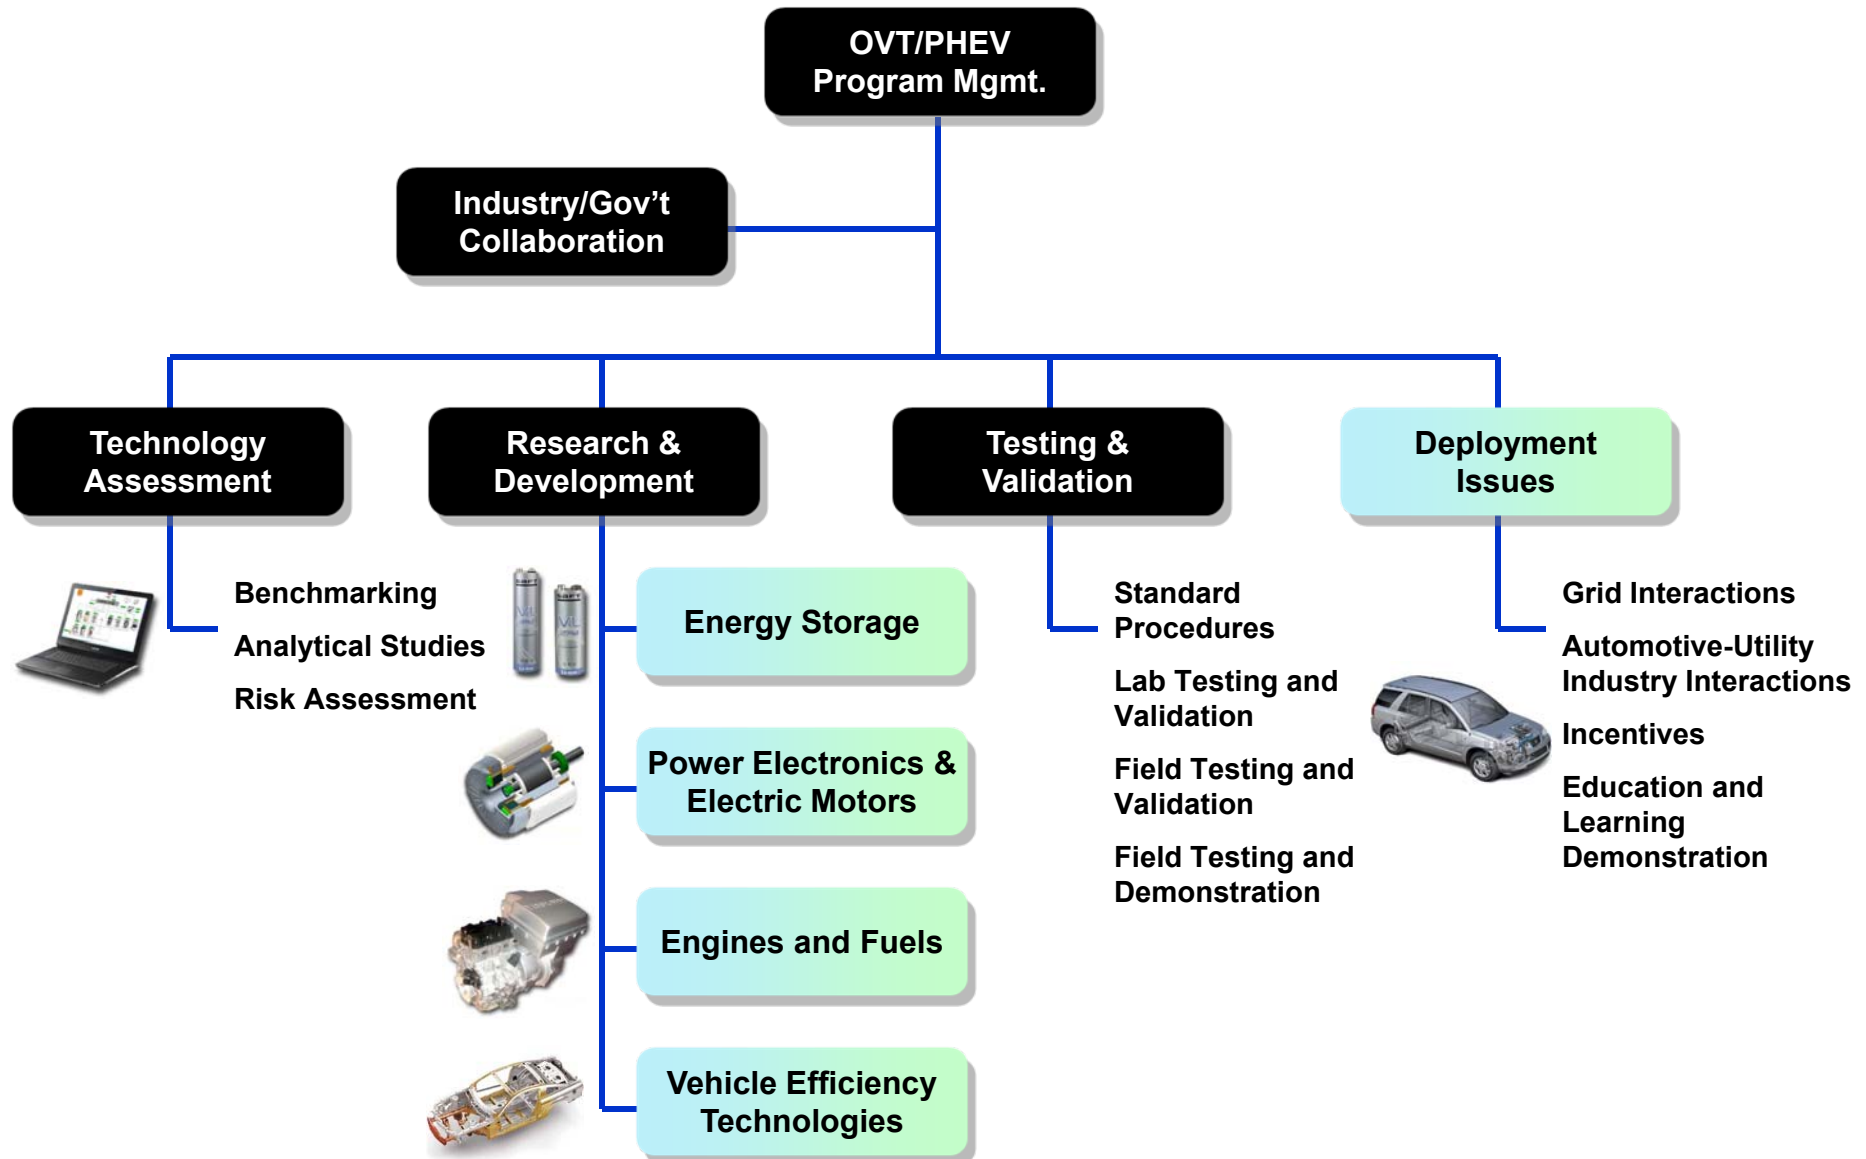 OVT/PHEV
Program Mgmt.
Industry/Gov’t
Collaboration
Technology
Assessment
Research &
Development
Testing &
Validation
Deployment
Issues
Benchmarking
Analytical Studies
Risk Assessment
Energy Storage
Power Electronics &
Electric Motors
Engines and Fuels
Vehicle Efficiency
Technologies
Standard
Procedures
Lab Testing and
Validation
Field Testing and
Validation
Field Testing and
Demonstration
Grid Interactions
Automotive-Utility
Industry Interactions
Incentives
Education and
Learning
Demonstration